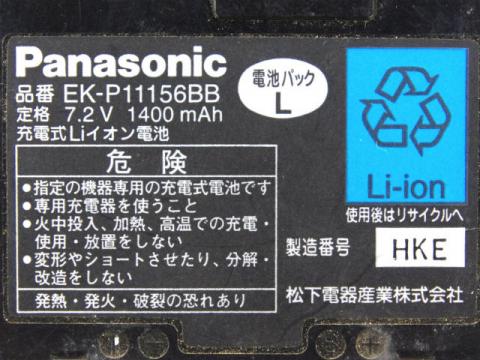 Panasonic
品番 EK-P11156BB
定格 7.2 V 1400 mAh
充電式Liイオン電池
電池パック
L
危険
●指定の機器専用の充電式電池です
●専用充電器を使うこと
●火中投入、加熱、高温での充電・
使用・放置をしない
●変形やショートさせたり、分解・
改造をしない
発熱・発火・破裂の恐れあり
Li-ion
使用後はリサイクルへ
製造番号 HKE
松下電器産業株式会社